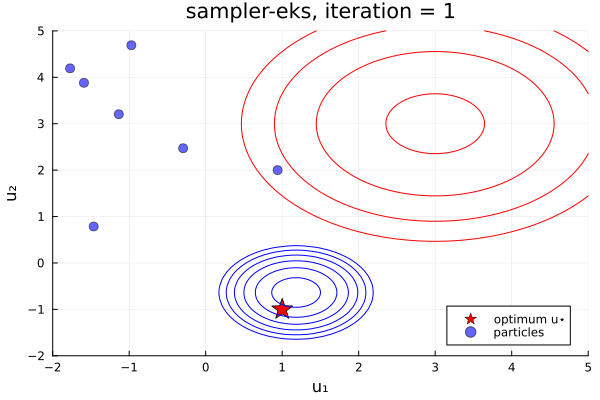 sampler-eks, iteration = 1
u₂
5
4
3
2
1
0
−1
−2
−2 −1 0 1 2 3 4 5
u₁
optimum u⋆
particles